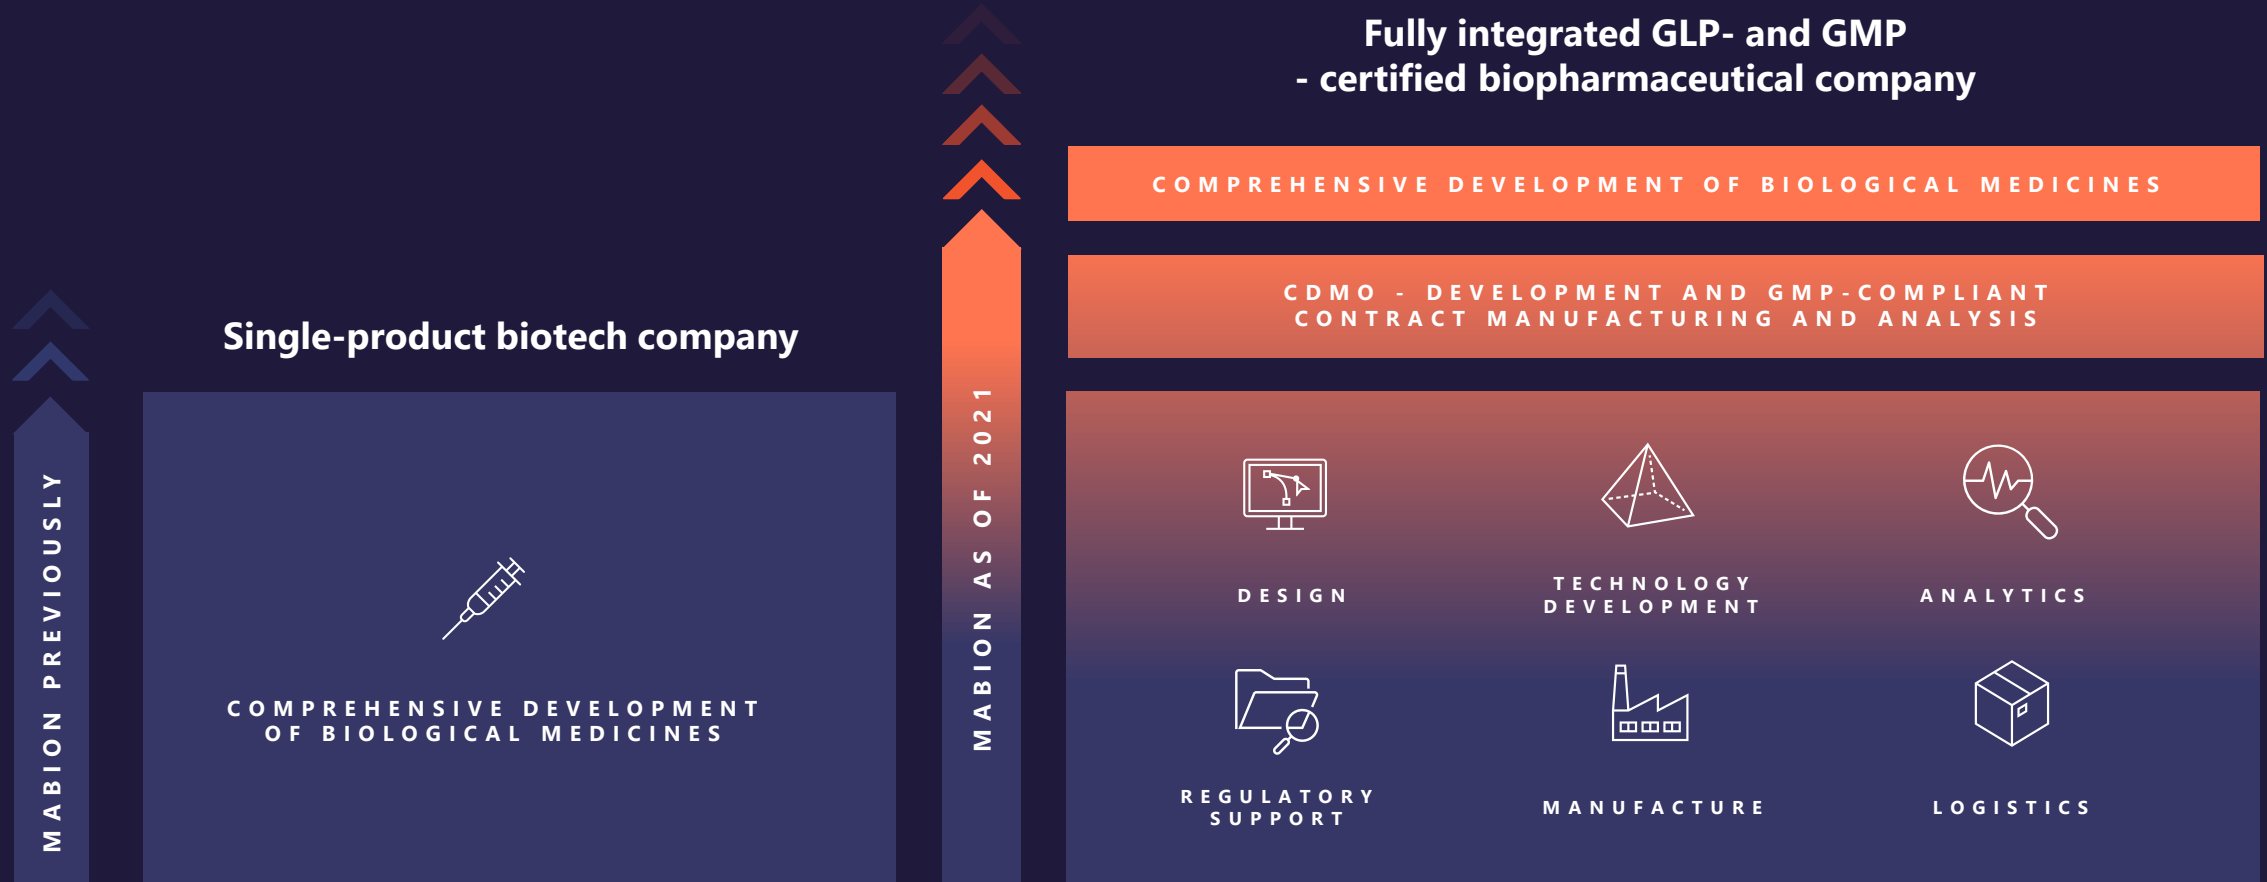 MABION PREVIOUSLY
Single-product biotech company
COMPREHENSIVE DEVELOPMENT
OF BIOLOGICAL MEDICINES
MABION AS OF 2021
Fully integrated GLP- and GMP
- certified biopharmaceutical company
COMPREHENSIVE DEVELOPMENT OF BIOLOGICAL MEDICINES
CDMO - DEVELOPMENT AND GMP-COMPLIANT
CONTRACT MANUFACTURING AND ANALYSIS
DESIGN
TECHNOLOGY
DEVELOPMENT
ANALYTICS
REGULATORY
SUPPORT
MANUFACTURE
LOGISTICS